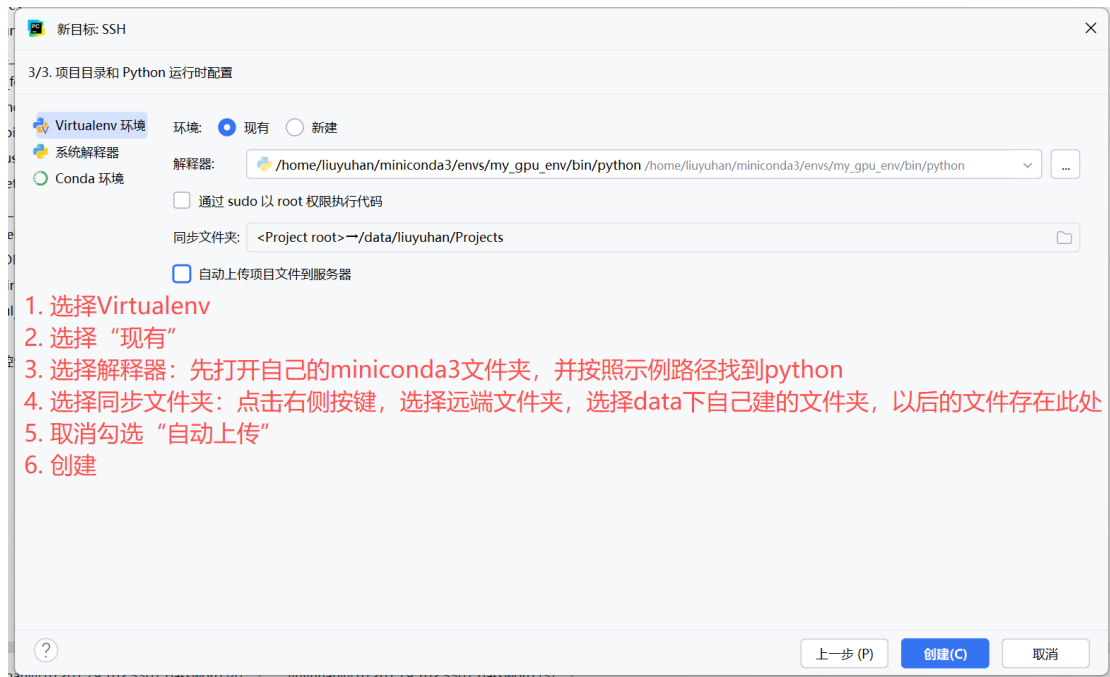 新目标: SSH
3/3. 项目目录和 Python 运行时配置
Virtualenv 环境
环境: 现有 新建
系统解释器
解释器: /home/liuyuhan/miniconda3/envs/my_gpu_env/bin/python /home/liuyuhan/miniconda3/envs/my_gpu_env/bin/python ...
Conda 环境
通过 sudo 以 root 权限执行代码
同步文件夹: <Project root>→/data/liuyuhan/Projects
自动上传项目文件到服务器
1. 选择Virtualenv
2. 选择“现有”
3. 选择解释器：先打开自己的miniconda3文件夹，并按照示例路径找到python
4. 选择同步文件夹：点击右侧按键，选择远端文件夹，选择data下自己建的文件夹，以后的文件存在此处
5. 取消勾选“自动上传”
6. 创建
? 上一步 (P) 创建(C) 取消